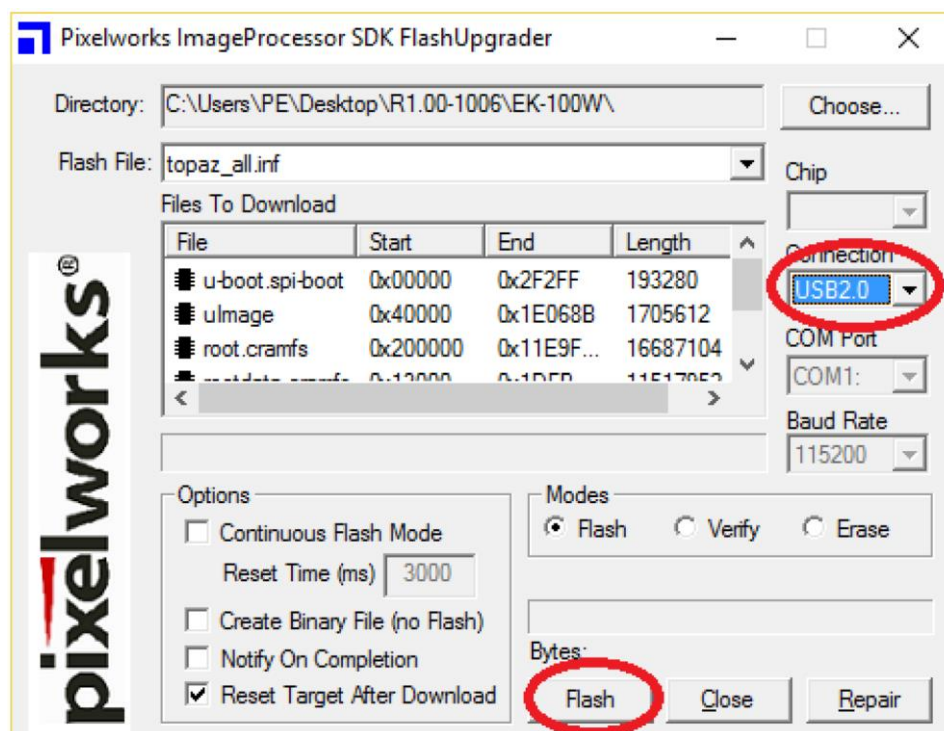 Pixelworks ImageProcessor SDK FlashUpgrader
Directory: C:\Users\PE\Desktop\R1.00-1006\EK-100W\ Choose...
Flash File: topaz_all.inf
Chip
Files To Download
File Start End Length
u-boot.spi-boot 0x00000 0x2F2FF 193280
uImage 0x40000 0x1E068B 1705612
root.cramfs 0x200000 0x11E9F... 16687104
Connection
USB2.0
COM Port
COM1:
Baud Rate
115200
pixelworks®
Options
Continuous Flash Mode
Reset Time (ms) 3000
Create Binary File (no Flash)
Notify On Completion
Reset Target After Download
Modes
Flash Verify Erase
Bytes:
Flash Close Repair